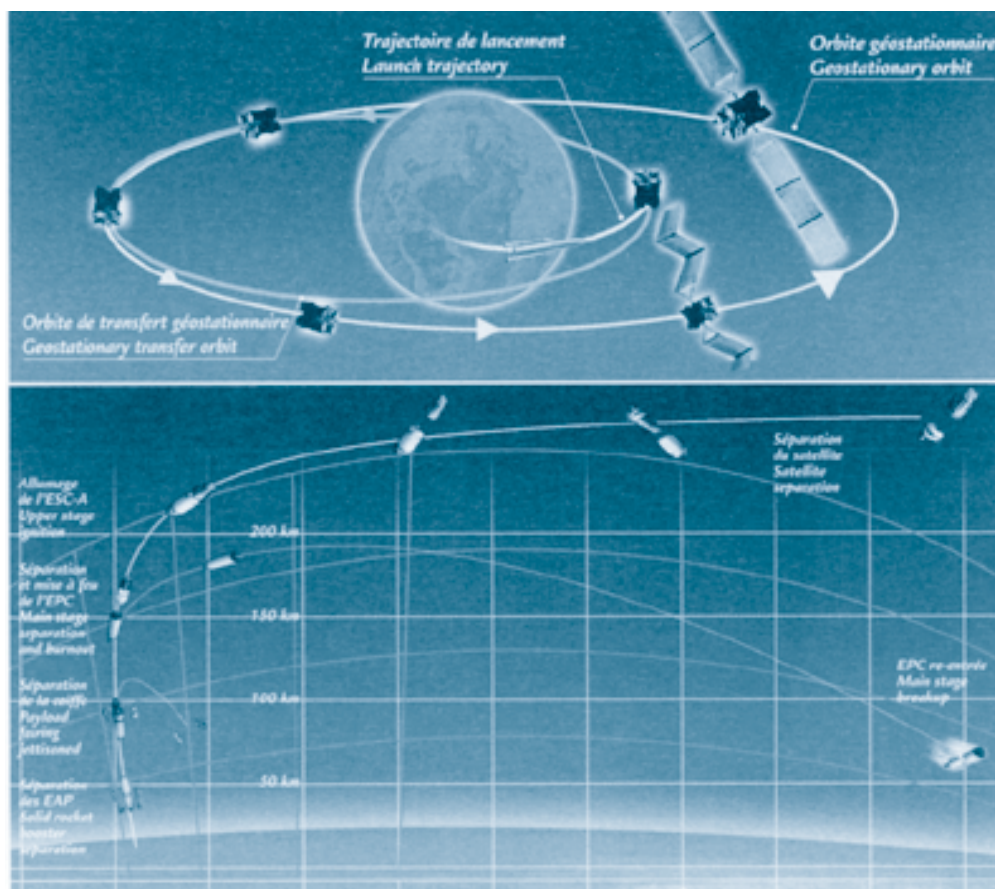 Trajectoire de lancement
Launch trajectory
Orbite géostationnaire
Geostationary orbit
Orbite de transfert géostationnaire
Geostationary transfer orbit
Allumage
de l'ESC-A
Upper stage
ignition
Séparation
et mise à feu
de l'EPC
Main stage
separation
and burnout
Séparation
de la coiffe
Payload
fairing
jettisoned
Séparation
des EAP
Solid rocket
booster
separation
200 km
150 km
100 km
50 km
Séparation
du satellite
Satellite
separation
EPC re-entrée
Main stage
breakup